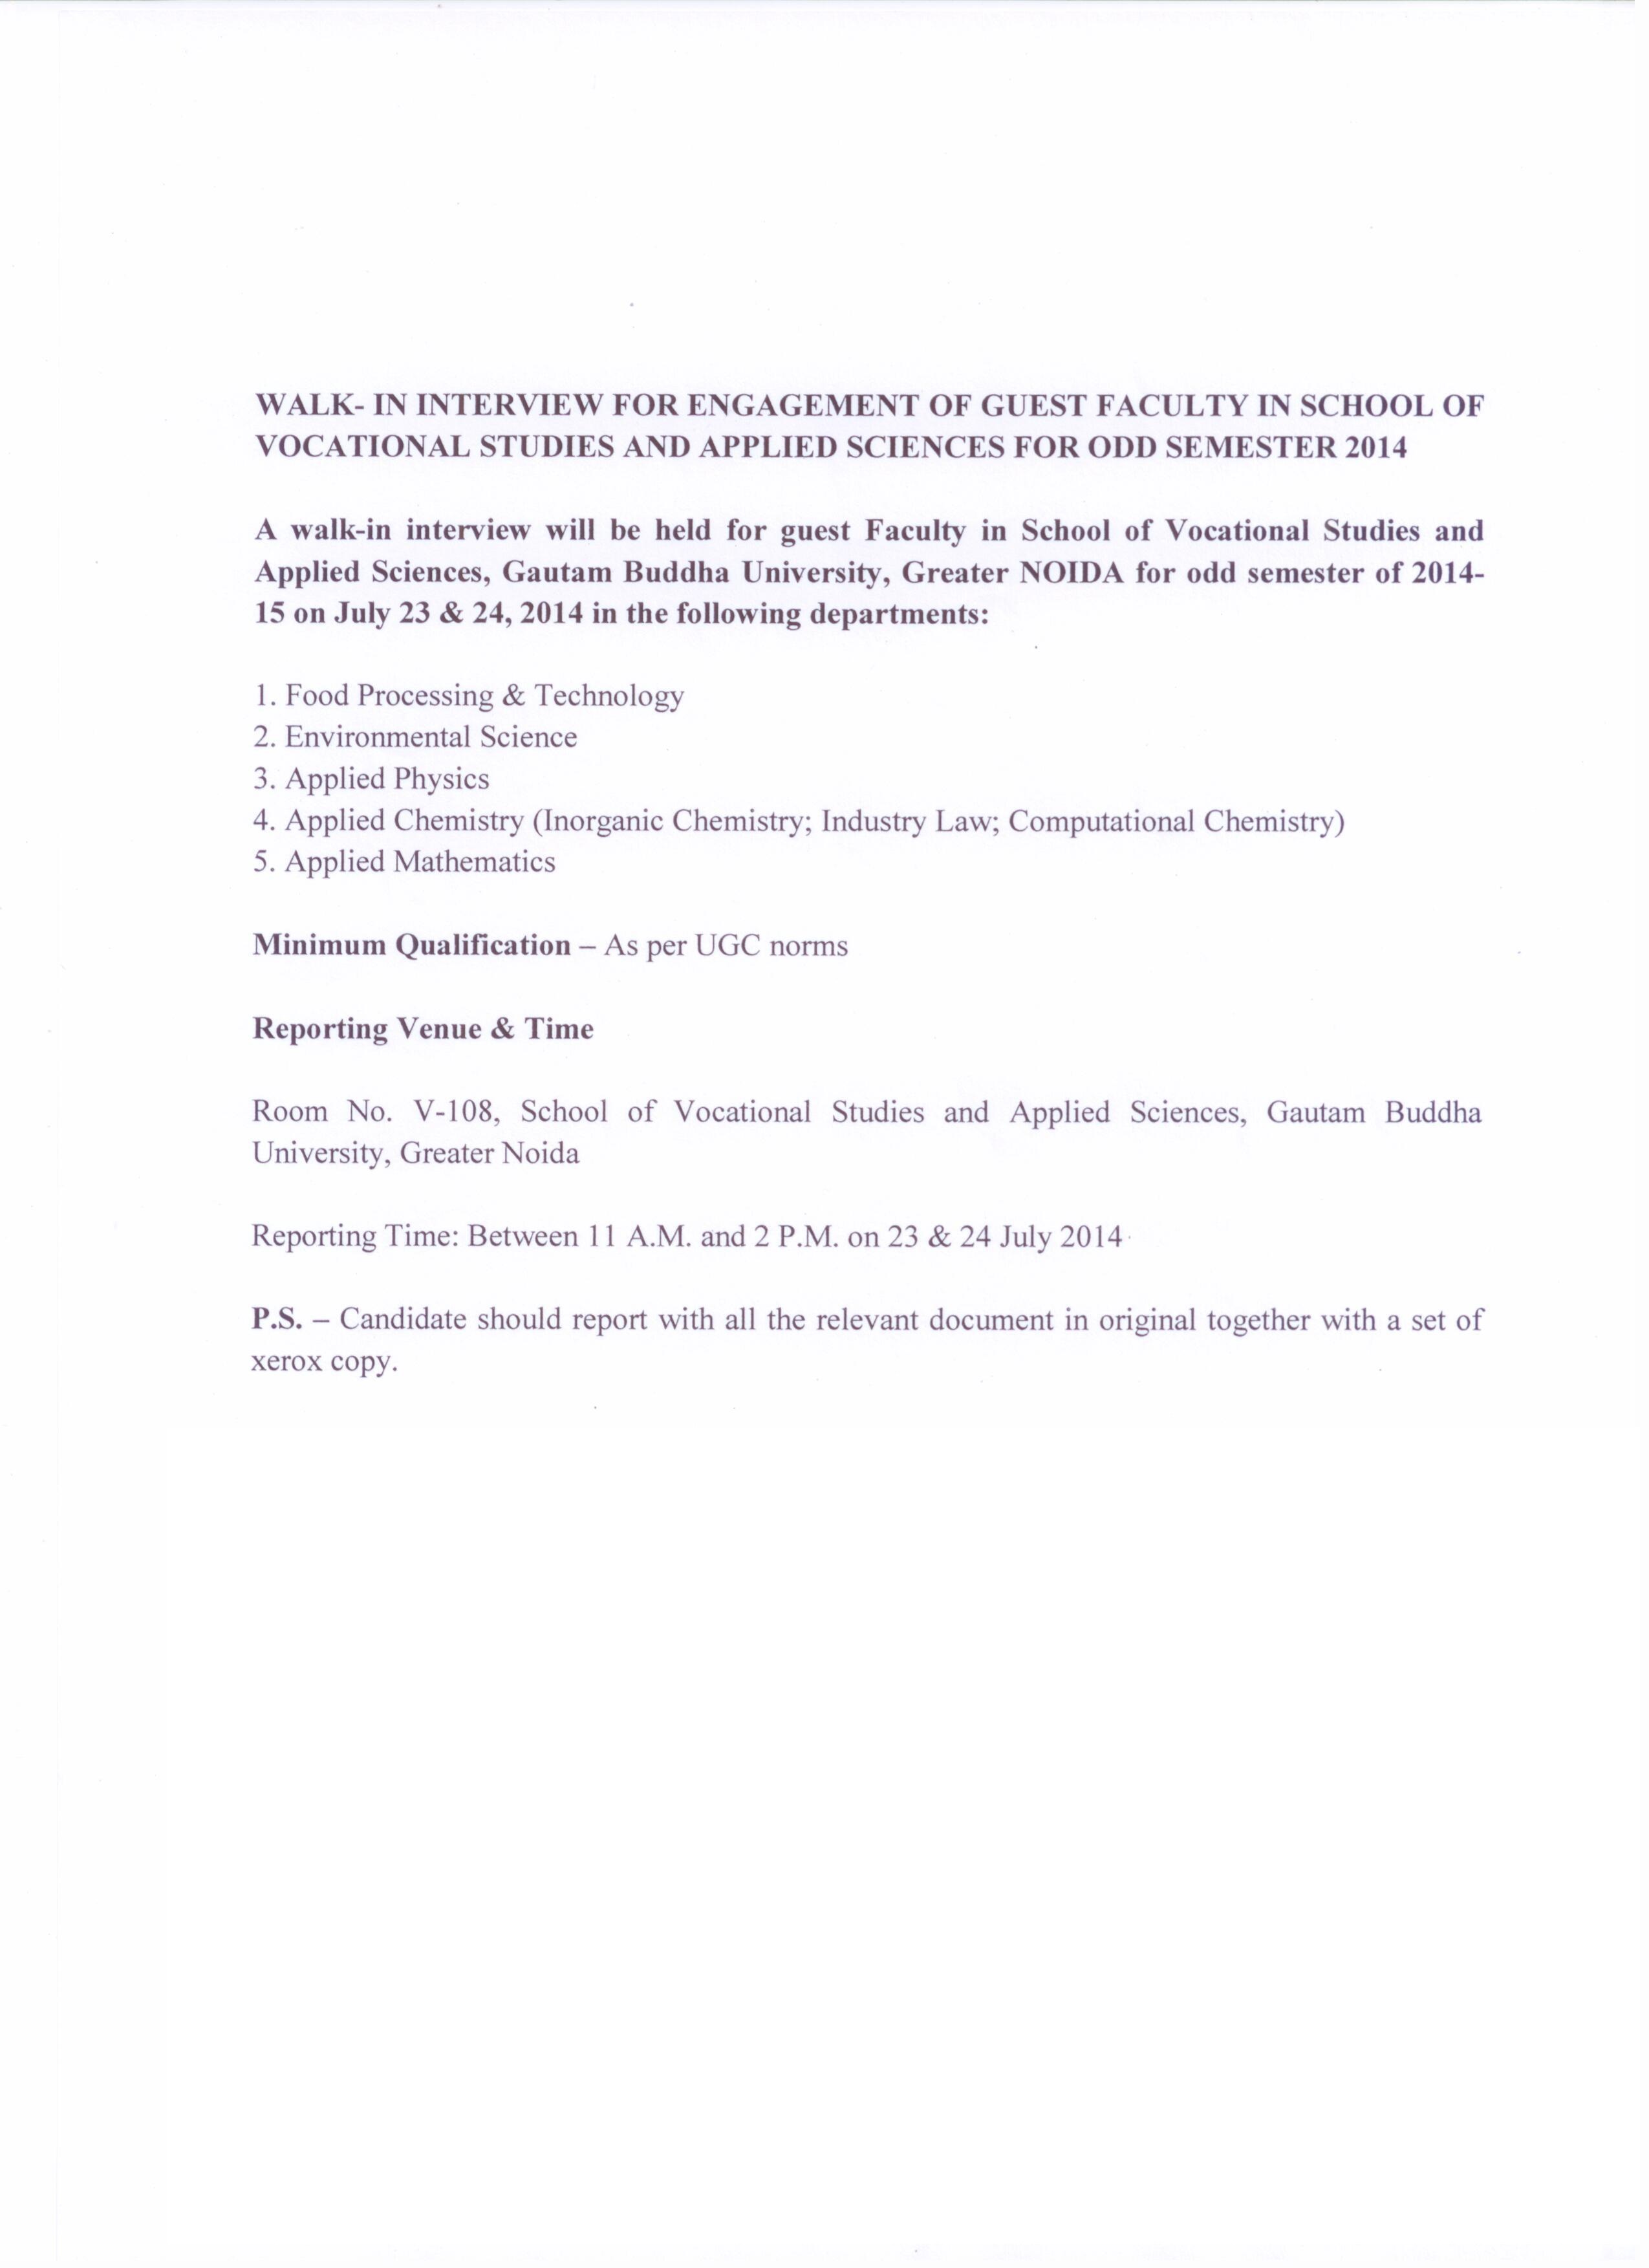 WALK- IN INTERVIEW FOR ENGAGEMENT OF GUEST FACULTY IN SCHOOL OF
VOCATIONAL STUDIES AND APPLIED SCIENCES FOR ODD SEMESTER 2014
A walk-in interview will be held for guest Faculty in School of Vocational Studies and
Applied Sciences, Gautam Buddha University, Greater NOIDA for odd semester of 2014-
15 on July 23 & 24, 2014 in the following departments:
1. Food Processing & Technology
2. Environmental Science
3. Applied Physics
4. Applied Chemistry (Inorganic Chemistry; Industry Law; Computational Chemistry)
5. Applied Mathematics
Minimum Qualification – As per UGC norms
Reporting Venue & Time
Room No. V-108, School of Vocational Studies and Applied Sciences, Gautam Buddha
University, Greater Noida
Reporting Time: Between 11 A.M. and 2 P.M. on 23 & 24 July 2014
P.S. – Candidate should report with all the relevant document in original together with a set of
xerox copy.